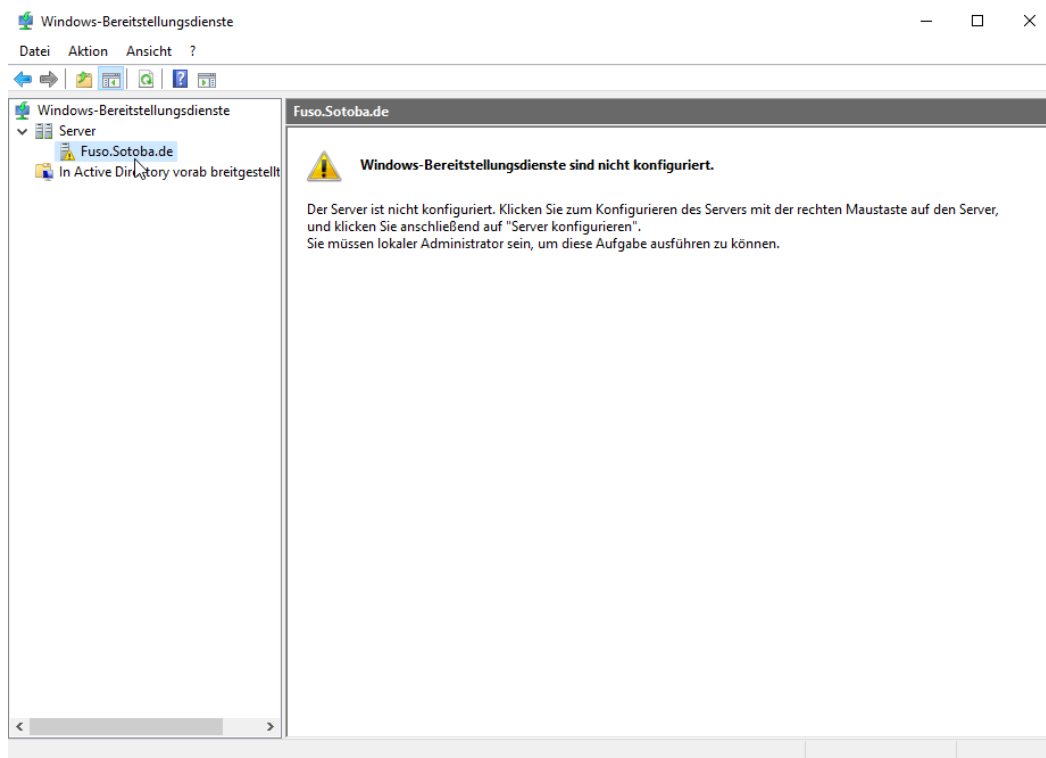 Windows-Bereitstellungsdienste
Datei Aktion Ansicht ?
Windows-Bereitstellungsdienste
Server
Fuso.Sotoba.de
In Active Directory vorab breitgestellt
Fuso.Sotoba.de
Windows-Bereitstellungsdienste sind nicht konfiguriert.
Der Server ist nicht konfiguriert. Klicken Sie zum Konfigurieren des Servers mit der rechten Maustaste auf den Server,
und klicken Sie anschließend auf "Server konfigurieren".
Sie müssen lokaler Administrator sein, um diese Aufgabe ausführen zu können.